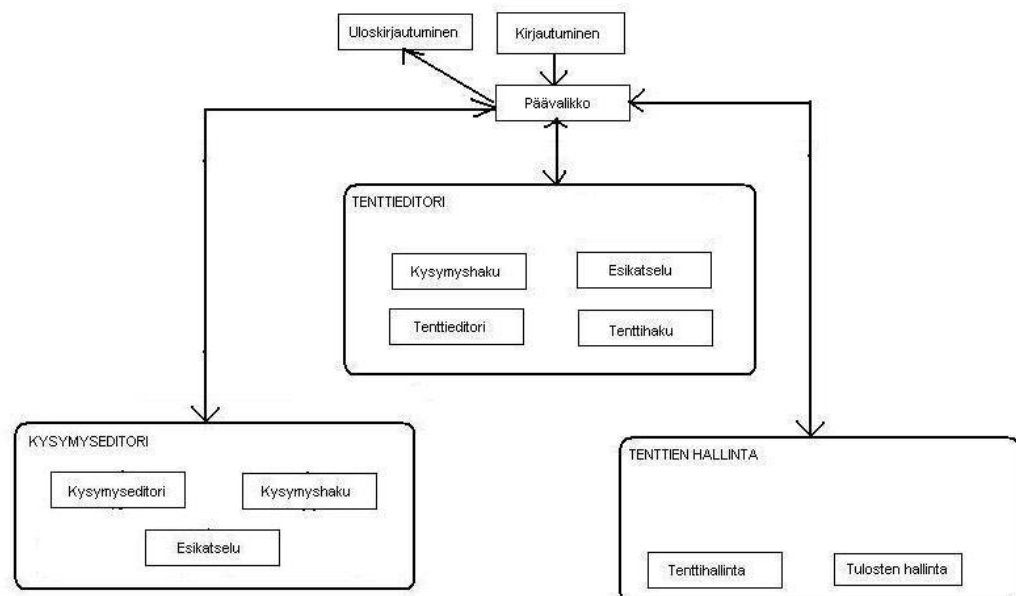 Uloskirjautuminen
Kirjautuminen
Päävalikko
TENTTIEDITORI
Kysymyshaku
Esikatselu
Tenttieditori
Tenttihaku
KYSYMYSEDITORI
Kysymyseditori
Kysymyshaku
Esikatselu
TENTTIEN HALLINTA
Tenttihallinta
Tulosten hallinta